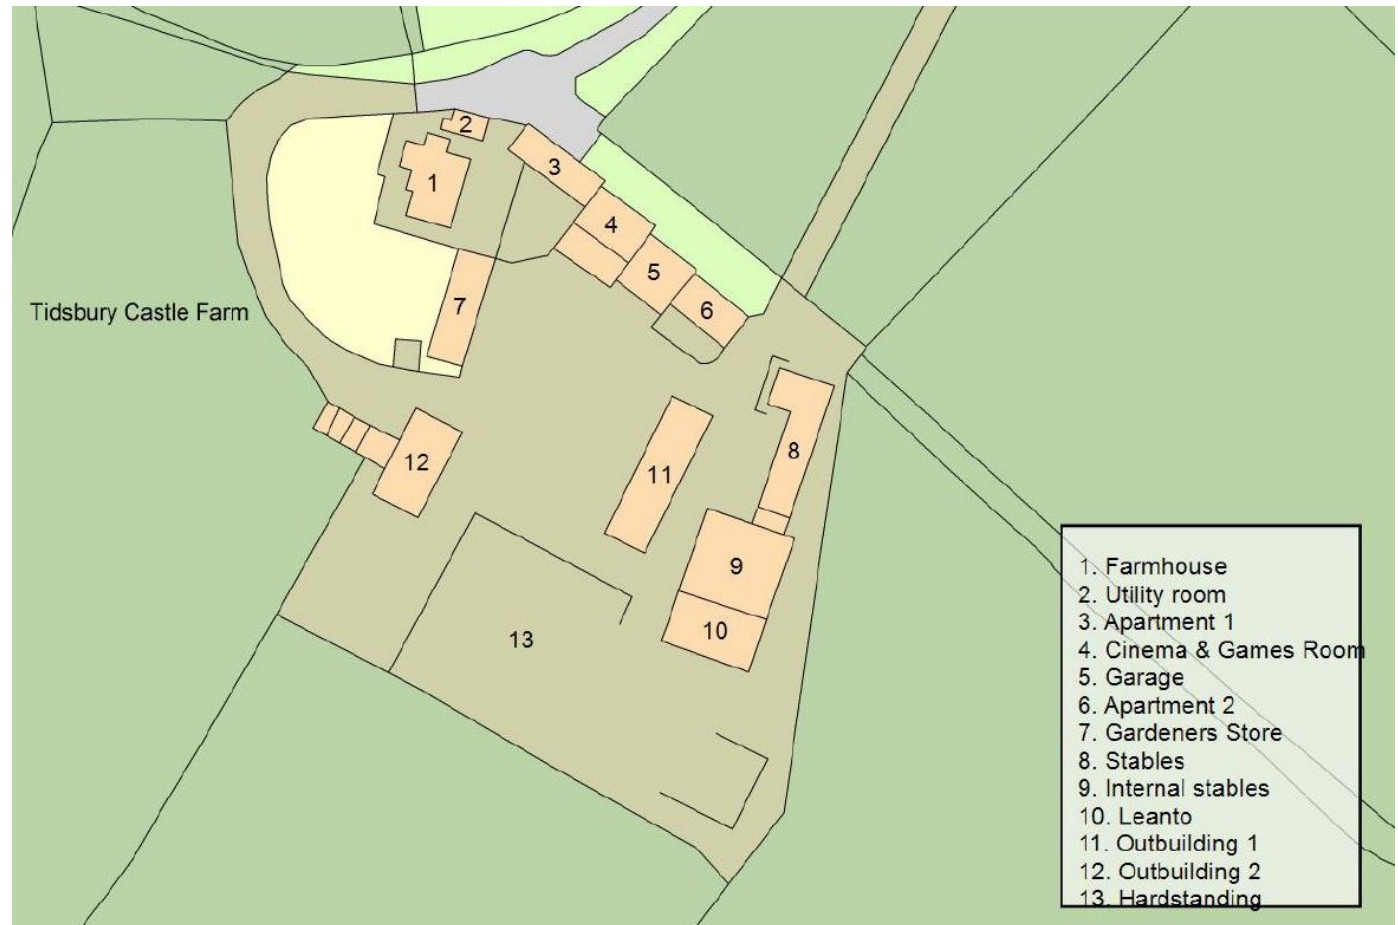 2
3
1
4
5
7
6
Tidsbury Castle Farm
8
12
11
9
10
13
1. Farmhouse
2. Utility room
3. Apartment 1
4. Cinema & Games Room
5. Garage
6. Apartment 2
7. Gardeners Store
8. Stables
9. Internal stables
10. Leanto
11. Outbuilding 1
12. Outbuilding 2
13. Hardstanding